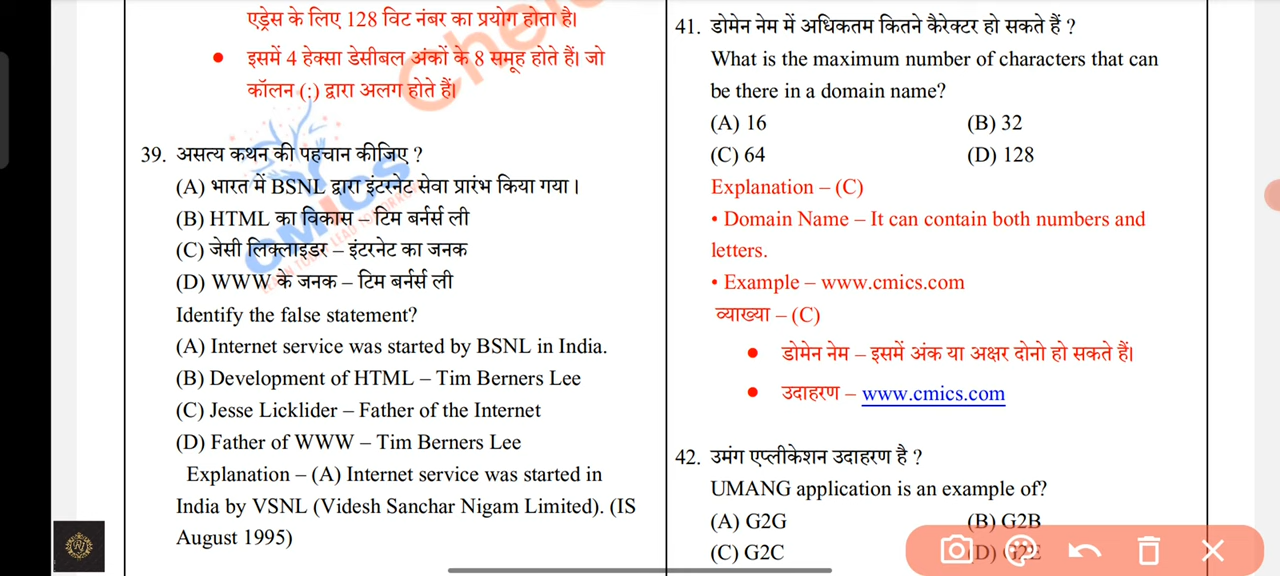 एड्रेस के लिए 128 विट नंबर का प्रयोग होता है।
• इसमें 4 हेक्सा डेसीबल अंकों के 8 समूह होते हैं। जो
कॉलन (:) द्वारा अलग होते हैं।
39. असत्य कथन की पहचान कीजिए ?
(A) भारत में BSNL द्वारा इंटरनेट सेवा प्रारंभ किया गया।
(B) HTML का विकास – टिम बर्नर्स ली
(C) जेसी लिक्लाइडर – इंटरनेट का जनक
(D) WWW के जनक – टिम बर्नर्स ली
Identify the false statement?
(A) Internet service was started by BSNL in India.
(B) Development of HTML – Tim Berners Lee
(C) Jesse Licklider – Father of the Internet
(D) Father of WWW – Tim Berners Lee
Explanation – (A) Internet service was started in
India by VSNL (Videsh Sanchar Nigam Limited). (IS
August 1995)
41. डोमेन नेम में अधिकतम कितने कैरेक्टर हो सकते हैं ?
What is the maximum number of characters that can
be there in a domain name?
(A) 16 (B) 32
(C) 64 (D) 128
Explanation – (C)
• Domain Name – It can contain both numbers and
letters.
• Example – www.cmics.com
व्याख्या – (C)
• डोमेन नेम – इसमें अंक या अक्षर दोनो हो सकते हैं।
• उदाहरण – www.cmics.com
42. उमंग एप्लीकेशन उदाहरण है ?
UMANG application is an example of?
(A) G2G (B) G2B
(C) G2C (D) G2E
CMICS